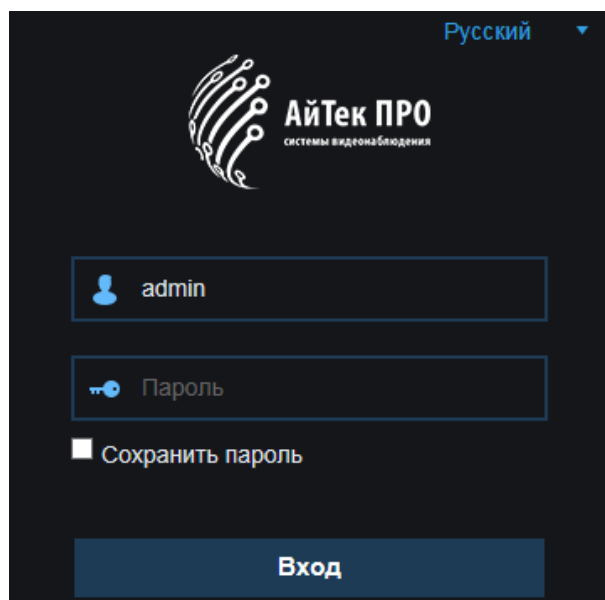 Русский
АйТек ПРО
системы видеонаблюдения
admin
Пароль
Сохранить пароль
Вход